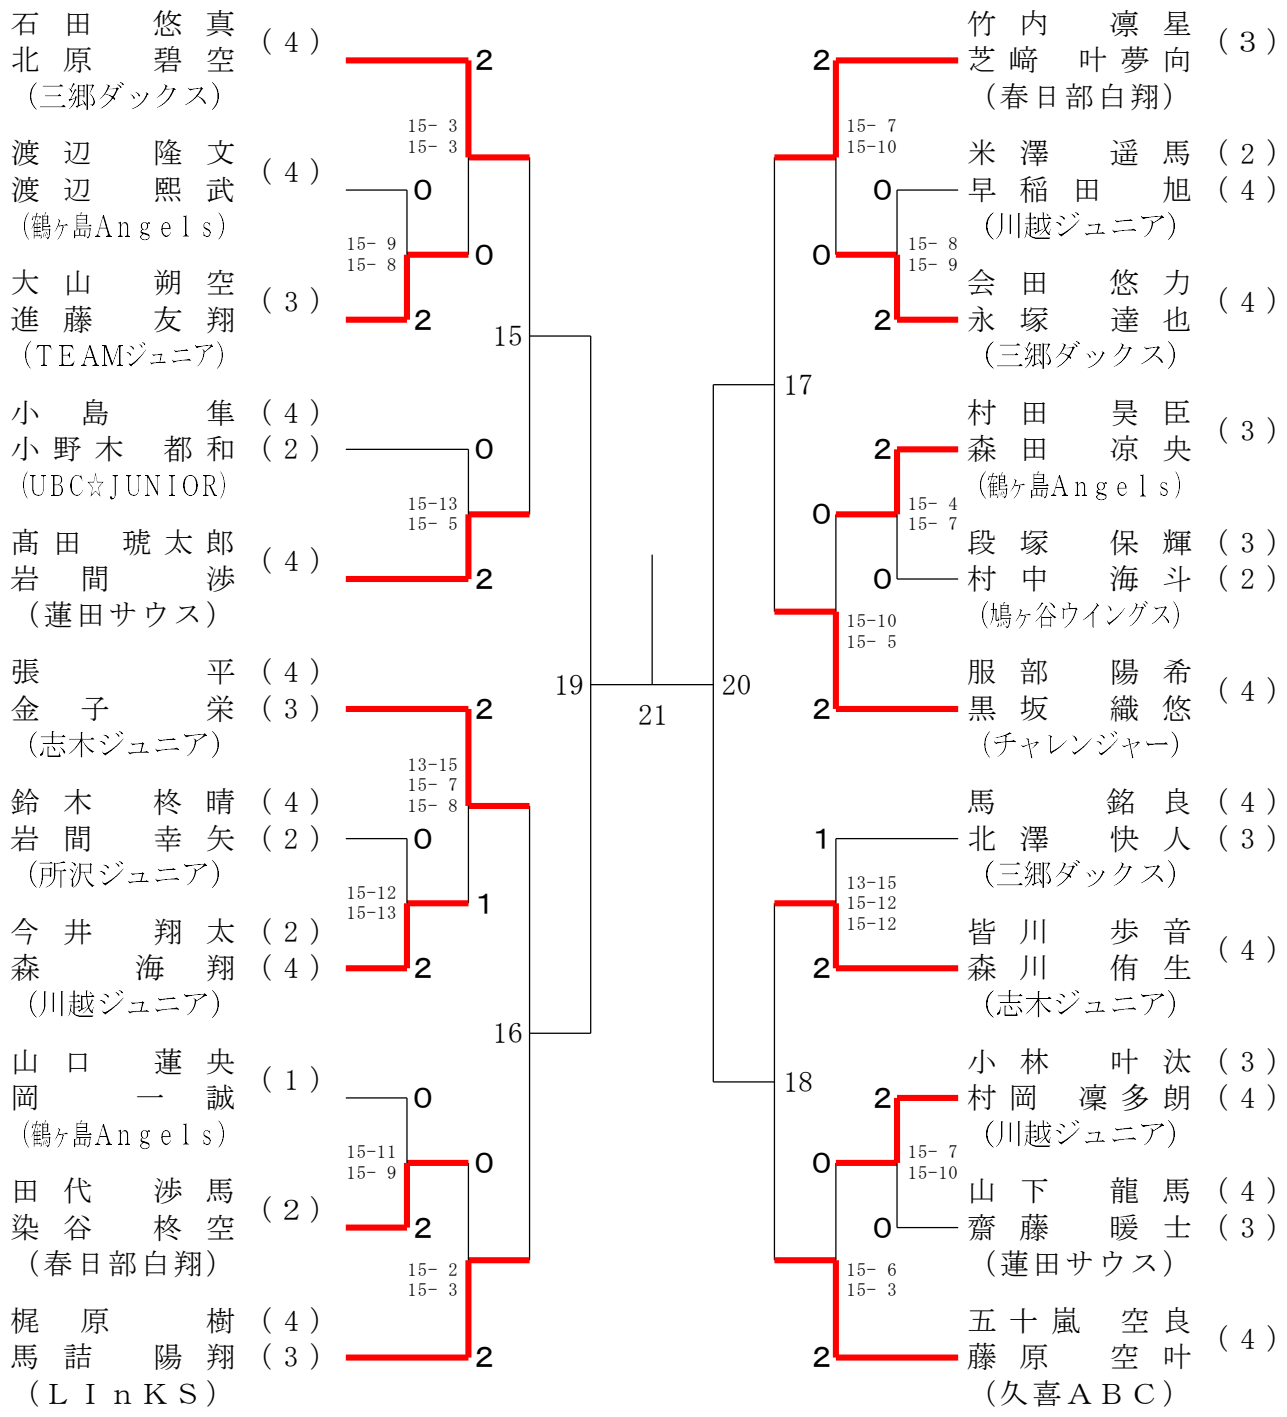 石田 悠真 (4)
北原 碧空
(三郷ダックス)
渡辺 隆文 (4)
渡辺 熙武
(鶴ヶ島Angels)
大山 朔空 (3)
進藤 友翔
(TEAMジュニア)
小島 隼 (4)
小野木 都和 (2)
(UBC☆JUNIOR)
髙田 琥太郎 (4)
岩間 渉
(蓮田サウス)
張 平 (4)
金子 栄 (3)
(志木ジュニア)
鈴木 柊晴 (4)
岩間 幸矢 (2)
(所沢ジュニア)
今井 翔太 (2)
森 海翔 (4)
(川越ジュニア)
山口 蓮央 (1)
岡 一誠
(鶴ヶ島Angels)
田代 渉馬 (2)
染谷 柊空
(春日部白翔)
梶原 樹 (4)
馬詰 陽翔 (3)
(LInKS)
2
15- 3
15- 3
0
15- 9
15- 8
0
2
15
0
15-13
15- 5
2
19
2
13-15
15- 7
15- 8
0
15-12
15-13
1
2
16
0
15-11
15- 9
0
2
15- 2
15- 3
2
21
2
15- 7
15-10
0
15- 8
15- 9
0
2
17
2
15- 4
15- 7
0
0
15-10
15- 5
2
20
1
13-15
15-12
15-12
2
18
2
15- 7
15-10
0
0
15- 6
15- 3
2
竹内 凛星 (3)
芝﨑 叶夢向
(春日部白翔)
米澤 遥馬 (2)
早稲田 旭 (4)
(川越ジュニア)
会田 悠力 (4)
永塚 達也
(三郷ダックス)
村田 昊臣 (3)
森田 凉央
(鶴ヶ島Angels)
段塚 保輝 (3)
村中 海斗 (2)
(鳩ヶ谷ウイングス)
服部 陽希 (4)
黒坂 織悠
(チャレンジャー)
馬 銘良 (4)
北澤 快人 (3)
(三郷ダックス)
皆川 歩音 (4)
森川 侑生
(志木ジュニア)
小林 叶汰 (3)
村岡 凜多朗 (4)
(川越ジュニア)
山下 龍馬 (4)
齋藤 暖士 (3)
(蓮田サウス)
五十嵐 空良 (4)
藤原 空叶
(久喜ABC)